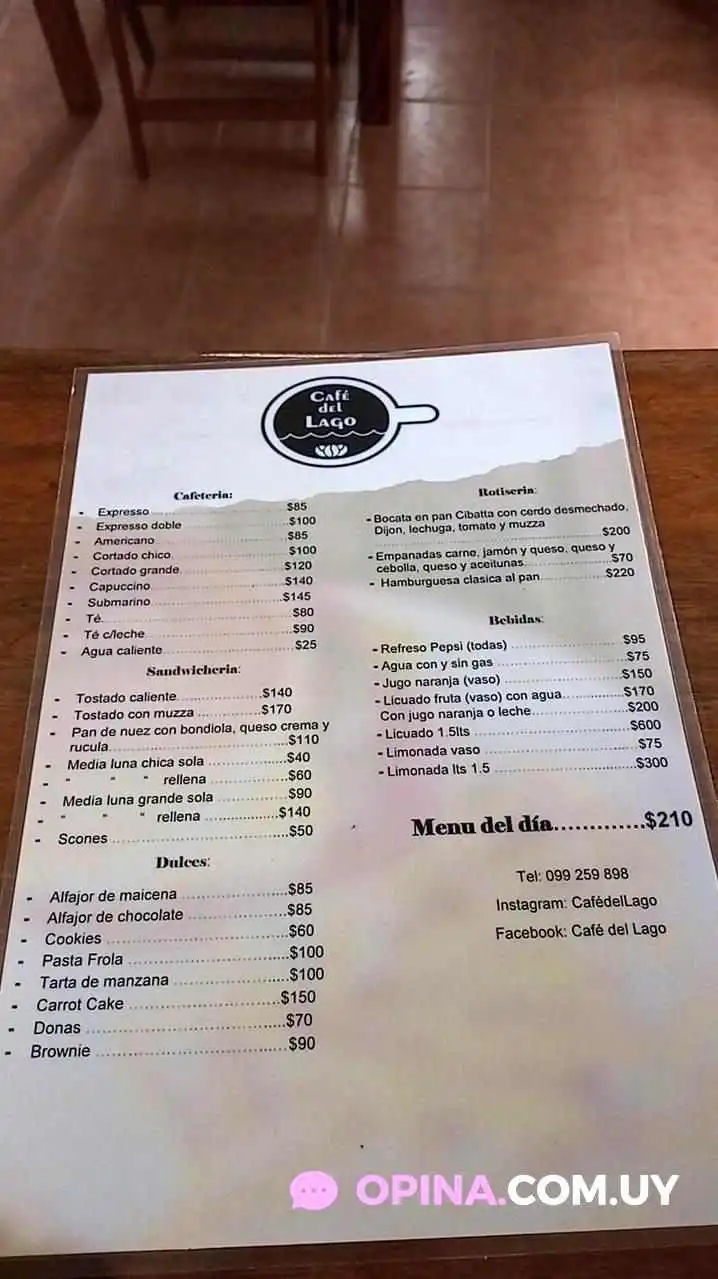 Café
del
Lago
Cafeteria:
- Expresso $85
- Expresso doble $100
- Americano $85
- Cortado chico $100
- Cortado grande $120
- Capuccino $140
- Submarino $145
- Té $80
- Té c/leche $90
- Agua caliente $25
Sandwicheria:
- Tostado caliente $140
- Tostado con muzza $170
- Pan de nuez con bondiola, queso crema y
rucula $110
- Media luna chica sola $40
- " " " rellena $60
- Media luna grande sola $90
- " " " rellena $140
- Scones $50
Dulces:
- Alfajor de maicena $85
- Alfajor de chocolate $85
- Cookies $60
- Pasta Frola $100
- Tarta de manzana $100
- Carrot Cake $150
- Donas $70
- Brownie $90
Rotiseria:
- Bocata en pan Cibatta con cerdo desmechado,
Dijon, lechuga, tomate y muzza
$200
- Empanadas carne, jamón y queso, queso y
cebolla, queso y aceitunas $70
- Hamburguesa clasica al pan $220
Bebidas:
- Refreso Pepsi (todas) $95
- Agua con y sin gas $75
- Jugo naranja (vaso) $150
- Licuado fruta (vaso) con agua $170
Con jugo naranja o leche $200
- Licuado 1.5lts $600
- Limonada vaso $75
- Limonada lts 1.5 $300
Menu del día.............$210
Tel: 099 259 898
Instagram: CafédelLago
Facebook: Café del Lago
OPINA.COM.UY